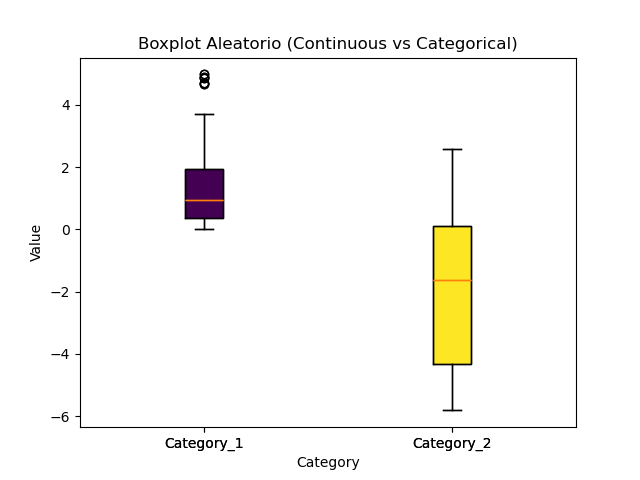 Boxplot Aleatorio (Continuous vs Categorical)
Value
4
2
0
−2
−4
−6
Category_1
Category_2
Category